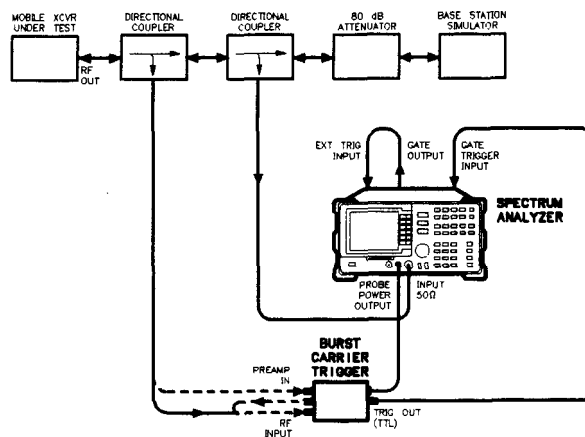 MOBILE XCVR
UNDER TEST
DIRECTIONAL
COUPLER
DIRECTIONAL
COUPLER
80 dB
ATTENUATOR
BASE STATION
SIMULATOR
RF
OUT
EXT TRIG
INPUT
GATE
OUTPUT
GATE
TRIGGER
INPUT
SPECTRUM
ANALYZER
PROBE
POWER
OUTPUT
INPUT
50Ω
BURST
CARRIER
TRIGGER
PREAMP
IN
RF
INPUT
TRIG OUT
(TTL)